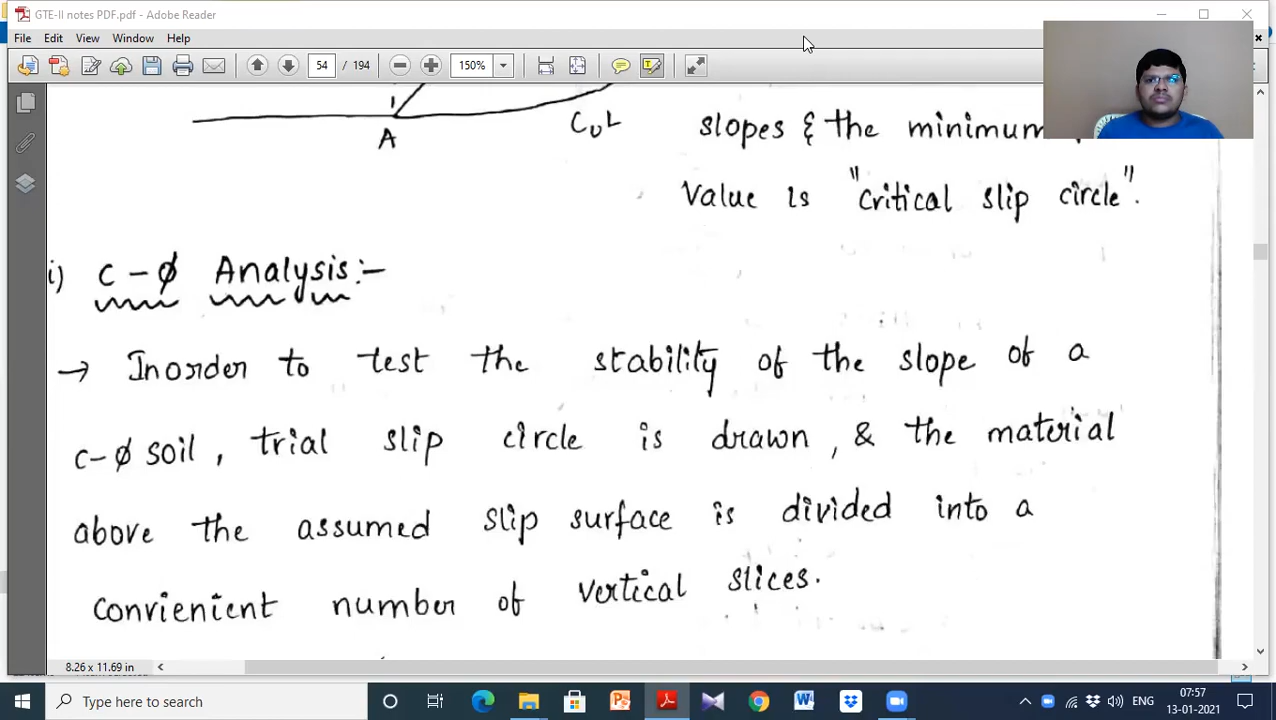 GTE-II notes PDF.pdf - Adobe Reader
File Edit View Window Help
54 / 194 150%
A
slopes & the minimum
value is "critical slip circle".
i) c-ø Analysis:-
→ Inorder to test the stability of the slope of a
c-ø soil, trial slip circle is drawn, & the material
above the assumed slip surface is divided into a
convienient number of vertical slices.
8.26 x 11.69 in
Type here to search
ENG
07:57
13-01-2021